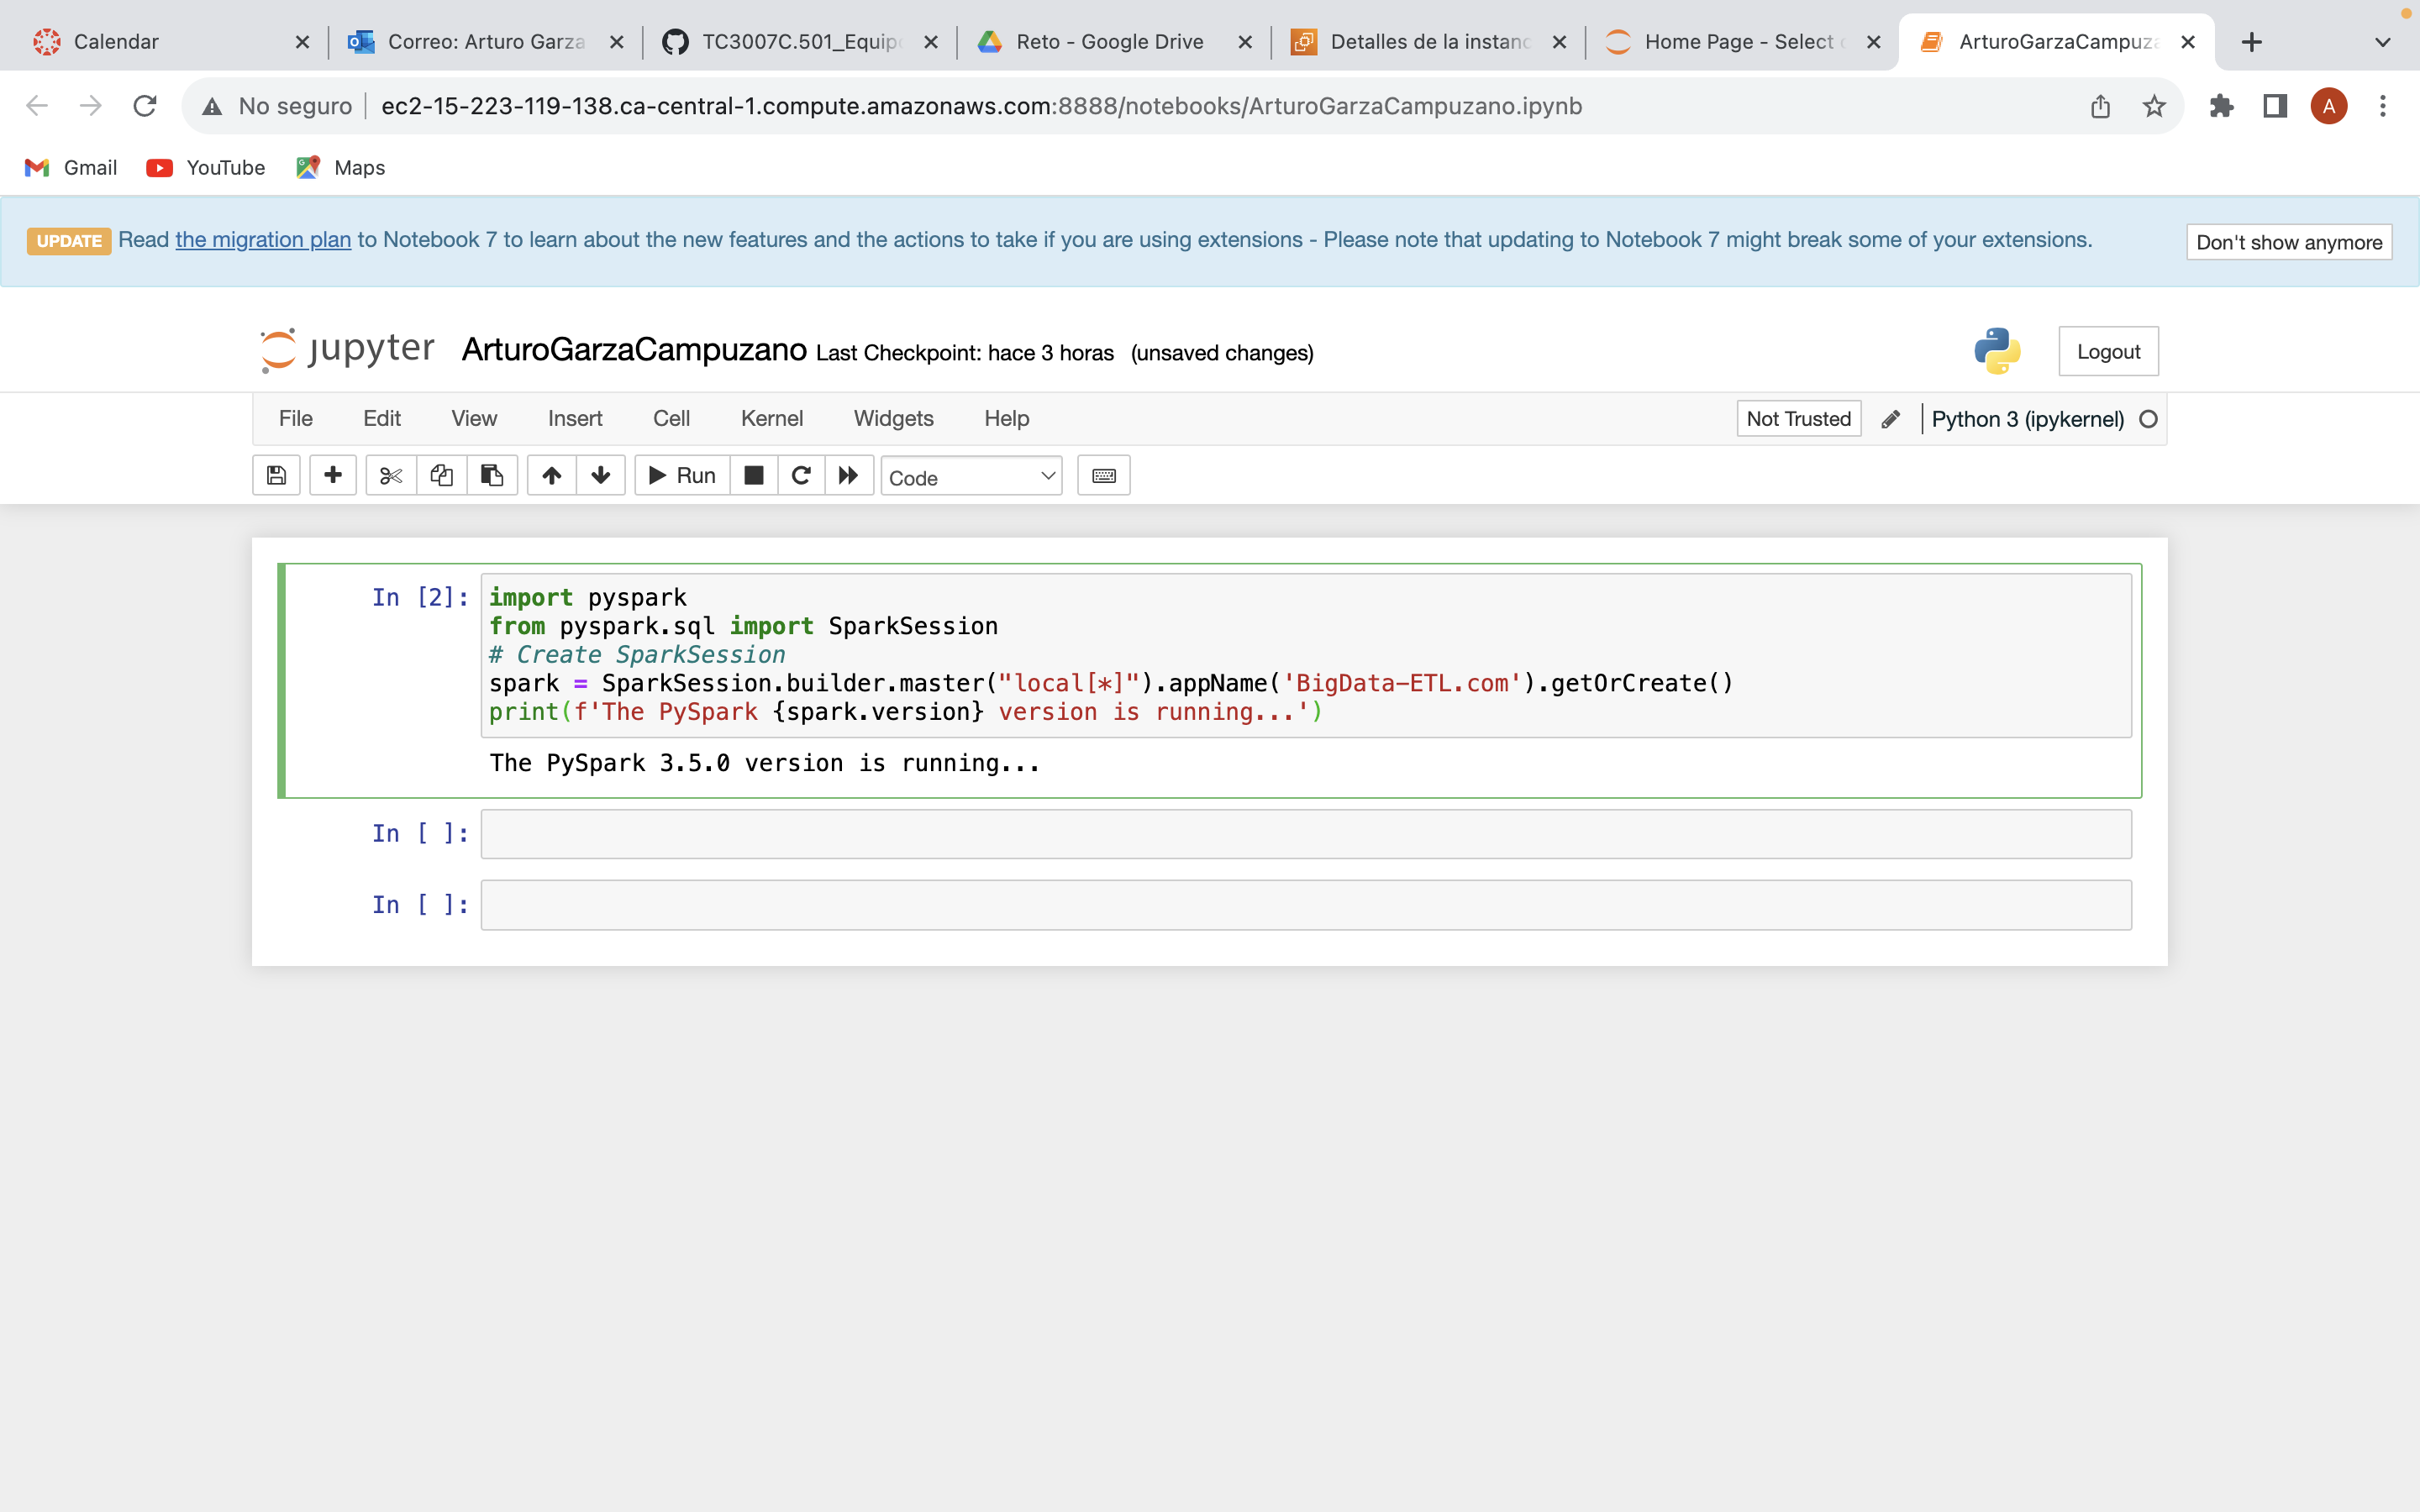 Calendar
Correo: Arturo Garza
TC3007C.501_Equipo
Reto - Google Drive
Detalles de la instanc
Home Page - Select
ArturoGarzaCampuza
No seguro
ec2-15-223-119-138.ca-central-1.compute.amazonaws.com:8888/notebooks/ArturoGarzaCampuzano.ipynb
A
Gmail
YouTube
Maps
UPDATE Read the migration plan to Notebook 7 to learn about the new features and the actions to take if you are using extensions - Please note that updating to Notebook 7 might break some of your extensions.
Don't show anymore
jupyter ArturoGarzaCampuzano Last Checkpoint: hace 3 horas (unsaved changes)
Logout
File Edit View Insert Cell Kernel Widgets Help
Not Trusted
Python 3 (ipykernel)
Run
Code
In [2]:
import pyspark
from pyspark.sql import SparkSession
# Create SparkSession
spark = SparkSession.builder.master("local[*]").appName('BigData-ETL.com').getOrCreate()
print(f'The PySpark {spark.version} version is running...')
The PySpark 3.5.0 version is running...
In [ ]:
In [ ]: